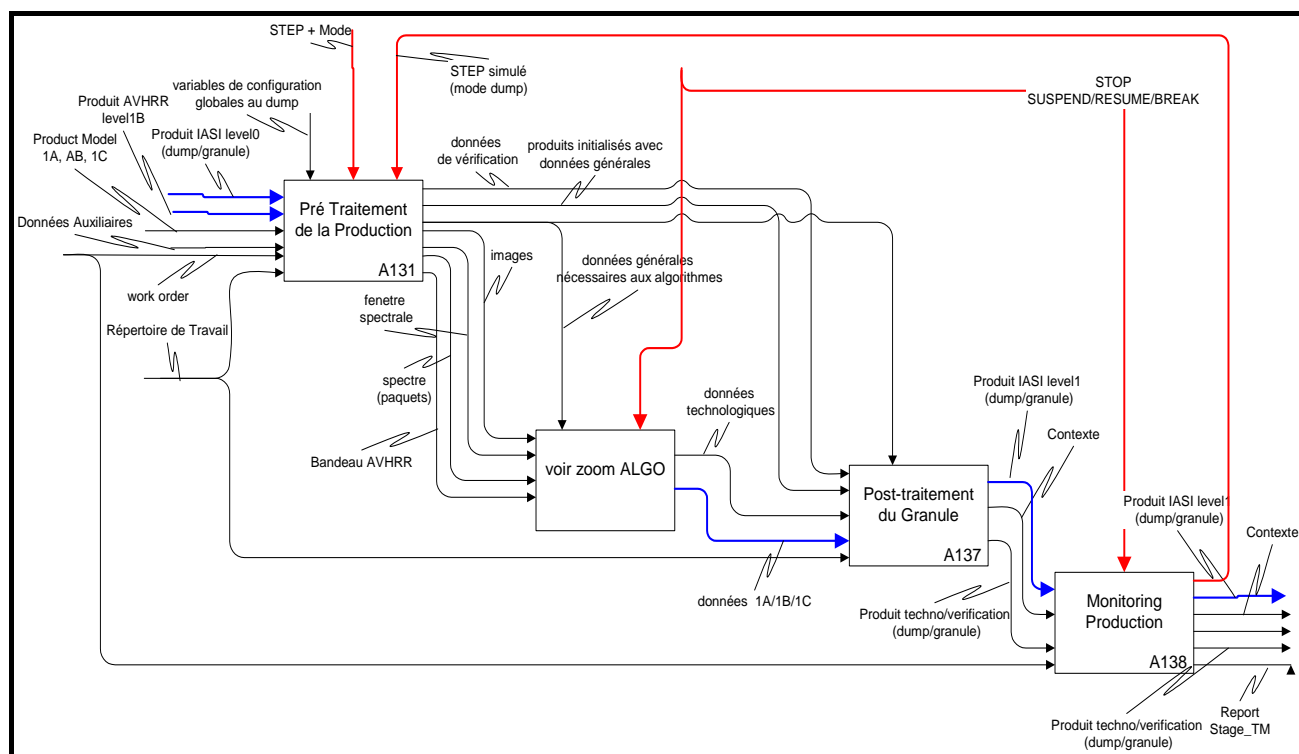 STEP + Mode
STEP simulé
(mode dump)
STOP
SUSPEND/RESUME/BREAK
variables de configuration
globales au dump
Produit AVHRR
level1B
Produit IASI level0
(dump/granule)
Product Model
1A, AB, 1C
Données Auxiliaires
work order
Répertoire de Travail
Pré Traitement
de la Production
A131
données
de vérification
produits initialisés avec
données générales
images
données générales
nécessaires aux algorithmes
fenetre
spectrale
spectre
(paquets)
Bandeau AVHRR
voir zoom ALGO
données
technologiques
données 1A/1B/1C
Post-traitement
du Granule
A137
Produit IASI level1
(dump/granule)
Contexte
Produit techno/verification
(dump/granule)
Monitoring
Production
A138
Produit IASI level1
(dump/granule)
Contexte
Produit techno/verification
(dump/granule)
Report
Stage_TM